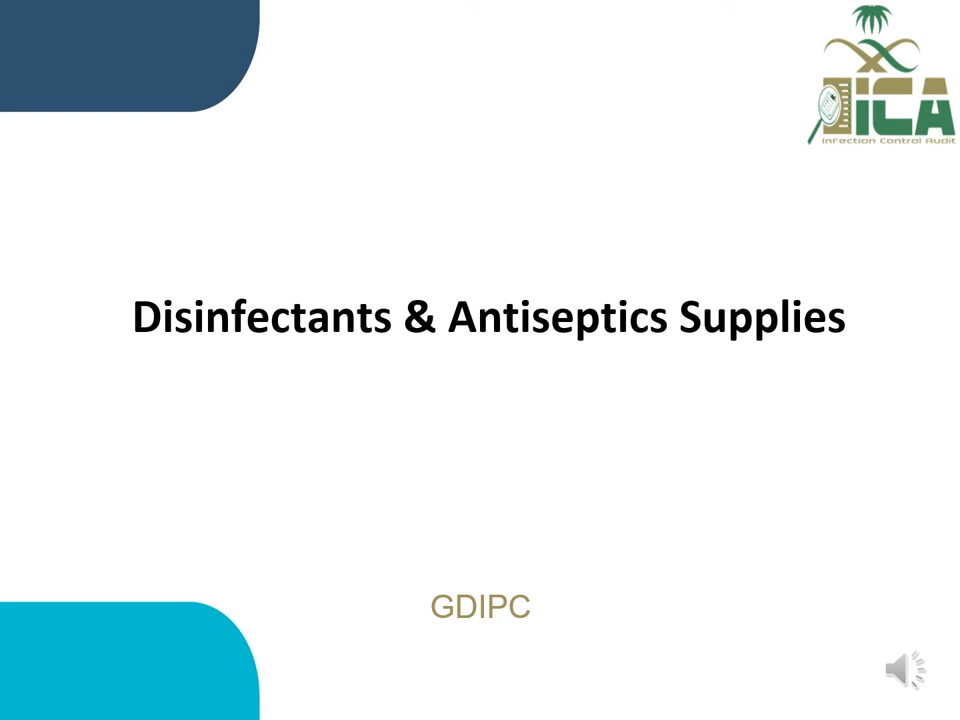 iCA
Infection Control Audit
Disinfectants & Antiseptics Supplies
GDIPC